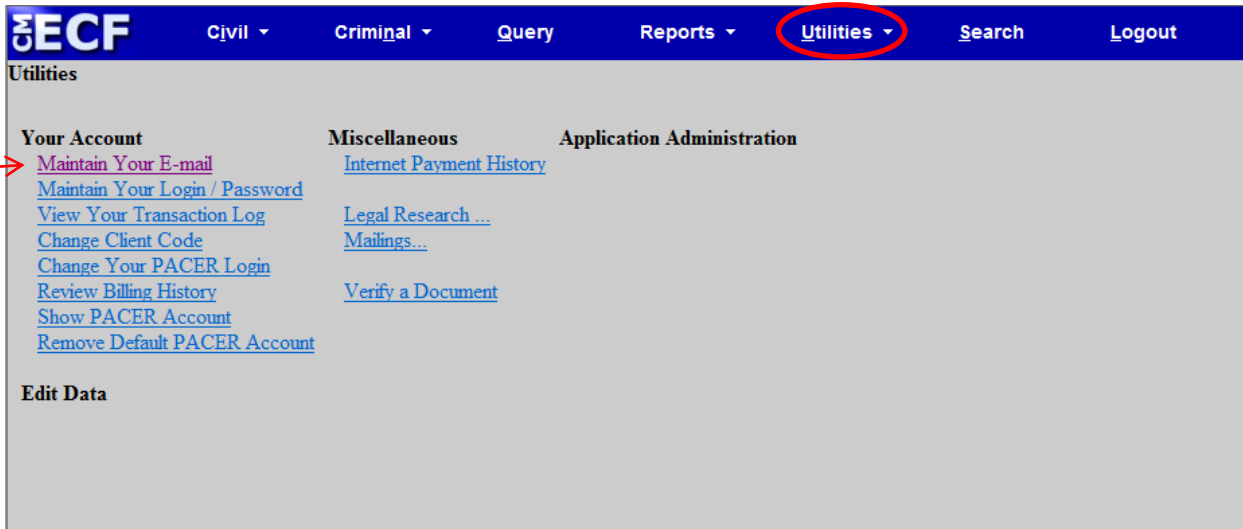 CM ECF Civil Criminal Query Reports Utilities Search Logout
Utilities
Your Account
Maintain Your E-mail
Maintain Your Login / Password
View Your Transaction Log
Change Client Code
Change Your PACER Login
Review Billing History
Show PACER Account
Remove Default PACER Account
Miscellaneous
Internet Payment History
Legal Research ...
Mailings...
Verify a Document
Application Administration
Edit Data